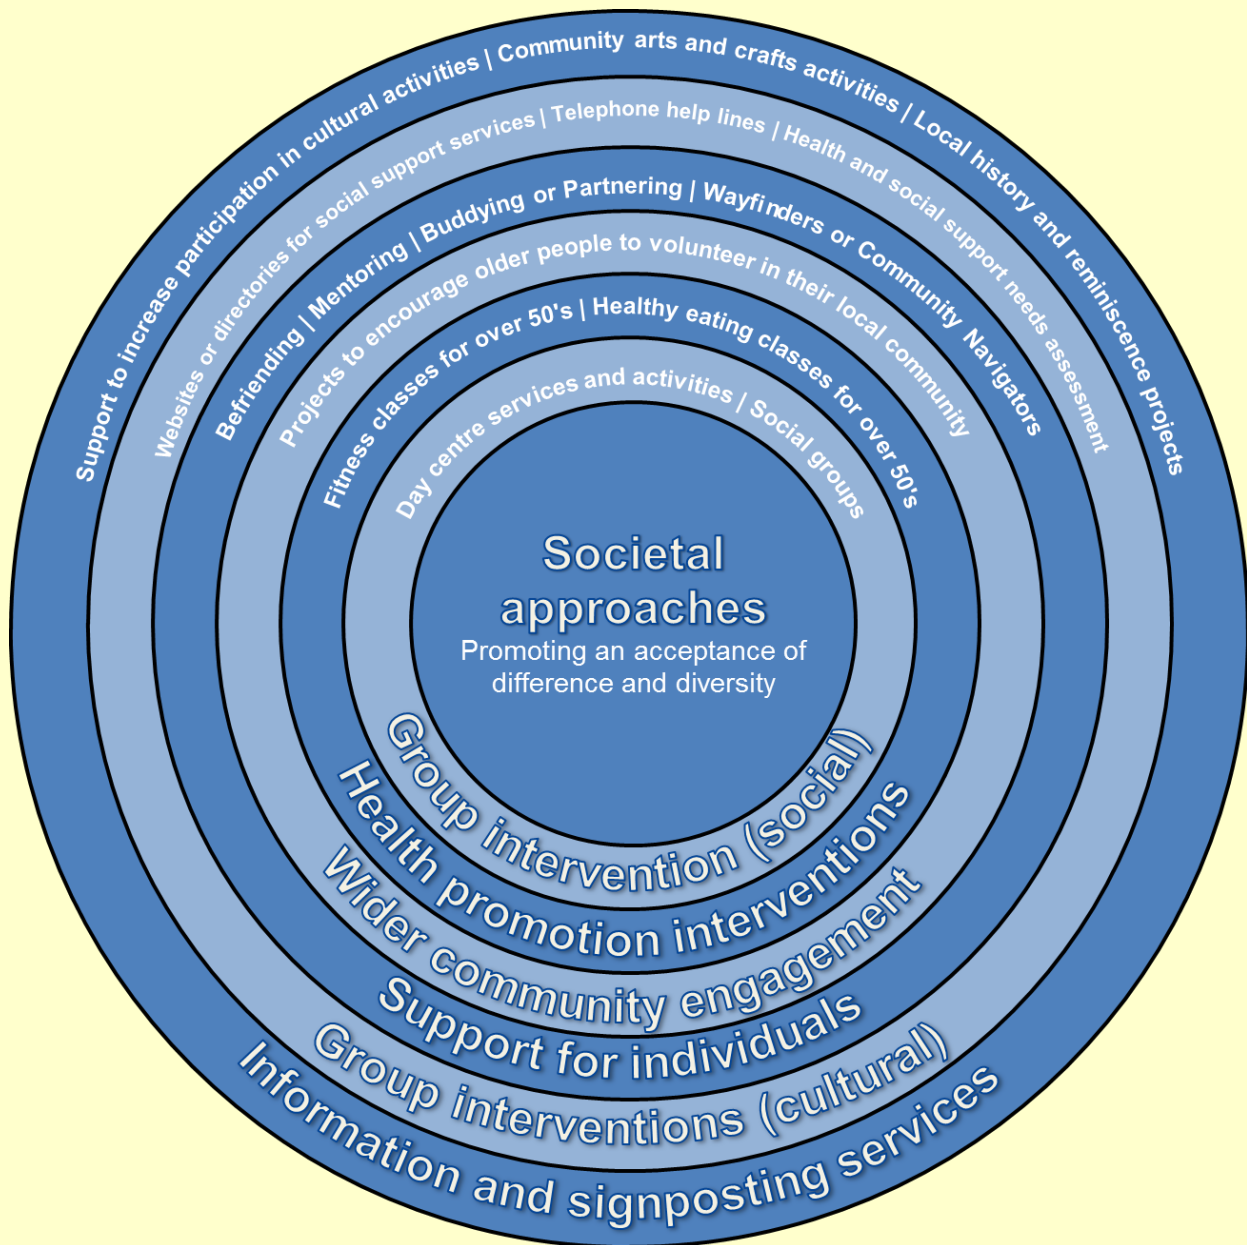 Support to increase participation in cultural activities | Community arts and crafts activities | Local history and reminiscence projects
Websites or directories for social support services | Telephone help lines | Health and social support needs assessment
Befriending | Mentoring | Buddying or Partnering | Wayfinders or Community Navigators
Projects to encourage older people to volunteer in their local community
Fitness classes for over 50's | Healthy eating classes for over 50's
Day centre services and activities | Social groups
Societal
approaches
Promoting an acceptance of
difference and diversity
Group intervention (social)
Health promotion interventions
Wider community engagement
Support for individuals
Group interventions (cultural)
Information and signposting services